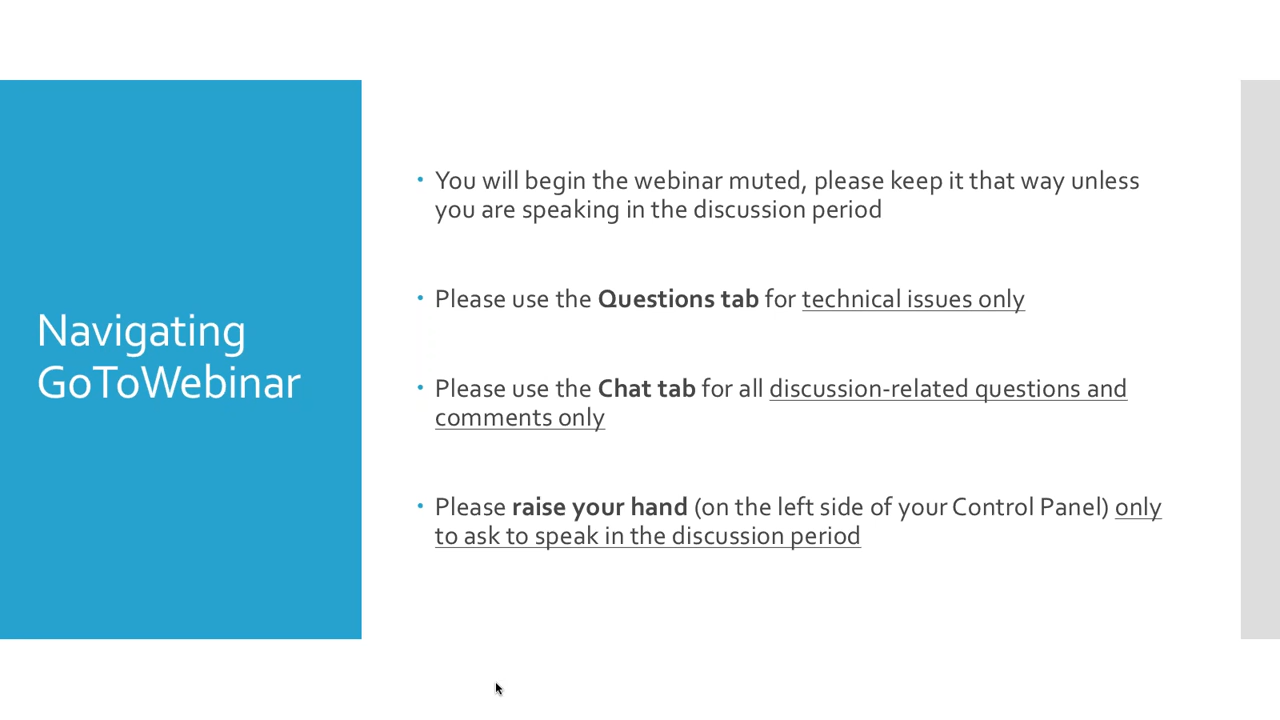 Navigating
GoToWebinar
• You will begin the webinar muted, please keep it that way unless
you are speaking in the discussion period
• Please use the Questions tab for technical issues only
• Please use the Chat tab for all discussion-related questions and
comments only
• Please raise your hand (on the left side of your Control Panel) only
to ask to speak in the discussion period